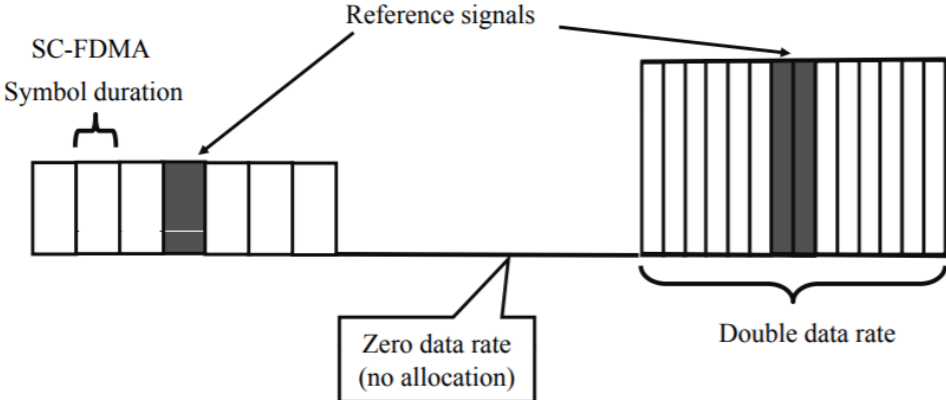 Reference signals
SC-FDMA
Symbol duration
Zero data rate
(no allocation)
Double data rate